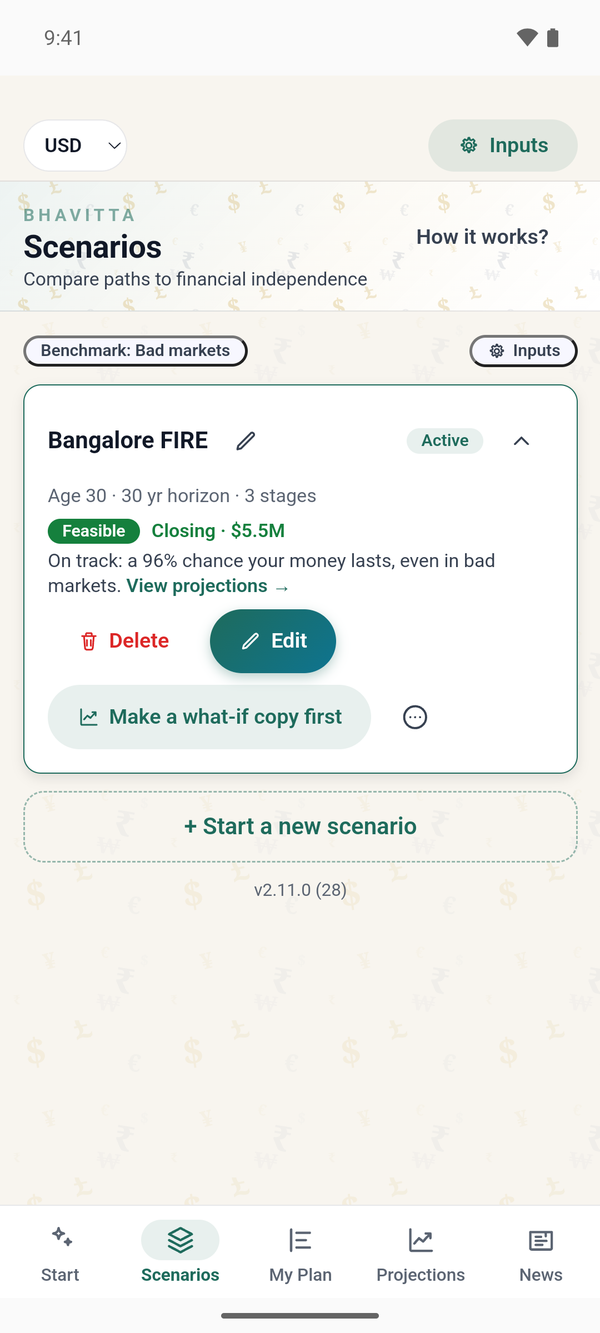 9:41
USD
Inputs
BHAVITTA
Scenarios
How it works?
Compare paths to financial independence
Benchmark: Bad markets
Inputs
Bangalore FIRE
Active
Age 30 · 30 yr horizon · 3 stages
Feasible
Closing · $5.5M
On track: a 96% chance your money lasts, even in bad
markets. View projections →
Delete
Edit
Make a what-if copy first
+ Start a new scenario
v2.11.0 (28)
Start
Scenarios
My Plan
Projections
News